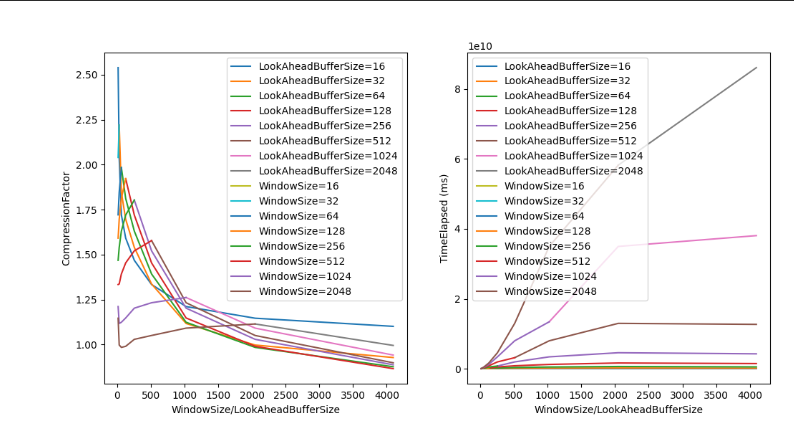 2.50
2.25
2.00
1.75
1.50
1.25
1.00
CompressionFactor
LookAheadBufferSize=16
LookAheadBufferSize=32
LookAheadBufferSize=64
LookAheadBufferSize=128
LookAheadBufferSize=256
LookAheadBufferSize=512
LookAheadBufferSize=1024
LookAheadBufferSize=2048
WindowSize=16
WindowSize=32
WindowSize=64
WindowSize=128
WindowSize=256
WindowSize=512
WindowSize=1024
WindowSize=2048
0 500 1000 1500 2000 2500 3000 3500 4000
WindowSize/LookAheadBufferSize
1e10
8
6
4
2
0
TimeElapsed (ms)
LookAheadBufferSize=16
LookAheadBufferSize=32
LookAheadBufferSize=64
LookAheadBufferSize=128
LookAheadBufferSize=256
LookAheadBufferSize=512
LookAheadBufferSize=1024
LookAheadBufferSize=2048
WindowSize=16
WindowSize=32
WindowSize=64
WindowSize=128
WindowSize=256
WindowSize=512
WindowSize=1024
WindowSize=2048
0 500 1000 1500 2000 2500 3000 3500 4000
WindowSize/LookAheadBufferSize